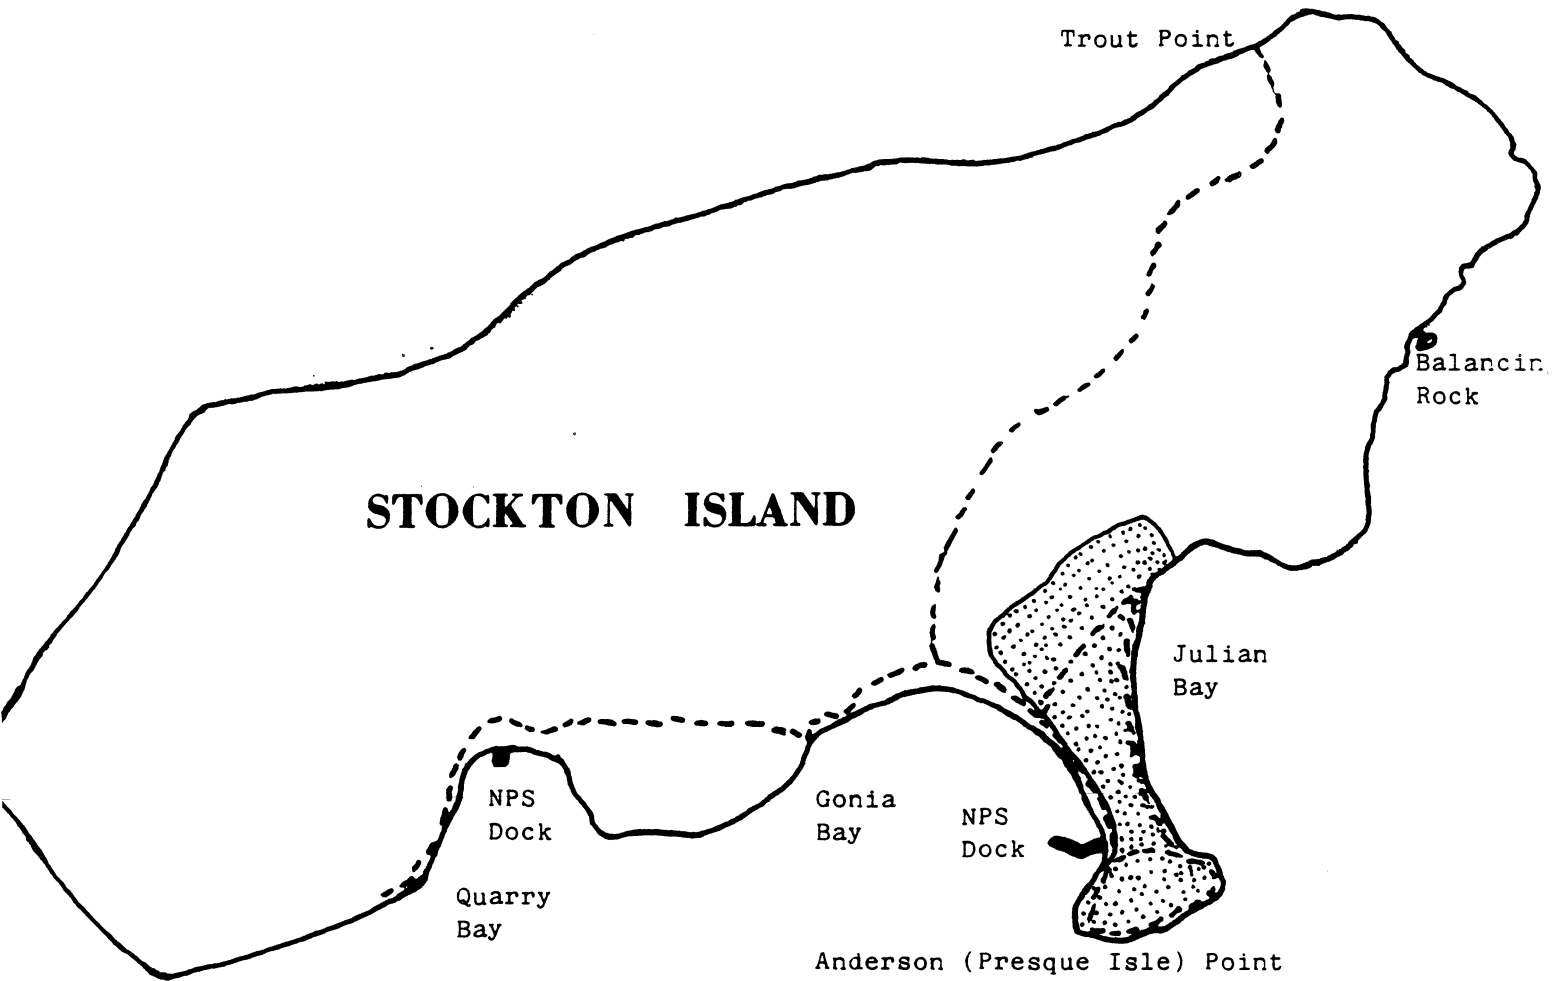 Trout Point
Balancin
Rock
STOCKTON ISLAND
Julian
Bay
NPS
Dock
Gonia
Bay
NPS
Dock
Quarry
Bay
Anderson (Presque Isle) Point